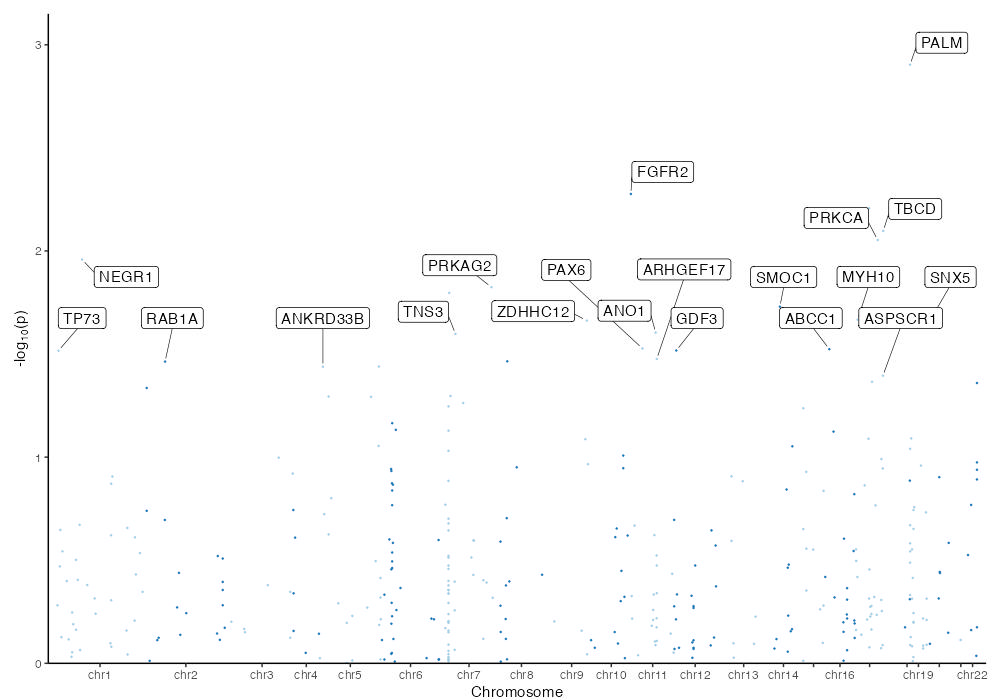 3
PALM
FGFR2
TBCD
PRKCA
2
NEGR1
PRKAG2
PAX6
ARHGEF17
SMOC1
MYH10
SNX5
TP73
RAB1A
ANKRD33B
TNS3
ZDHHC12
ANO1
GDF3
ABCC1
ASPSCR1
-log10(p)
1
0
chr1 chr2 chr3 chr4 chr5 chr6 chr7 chr8 chr9 chr10 chr11 chr12 chr13 chr14 chr16 chr19 chr22
Chromosome